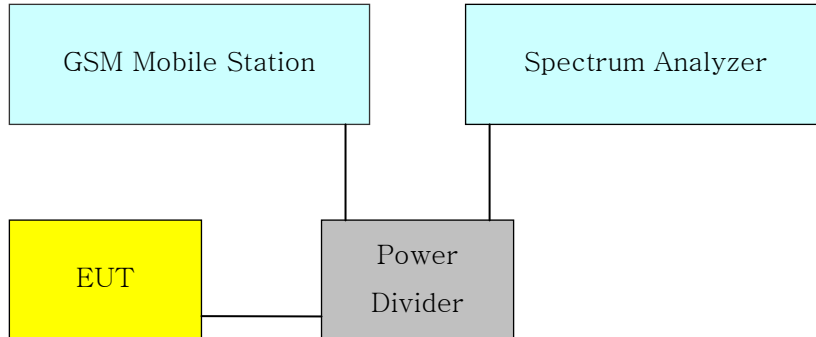 GSM Mobile Station
Spectrum Analyzer
EUT
Power
Divider